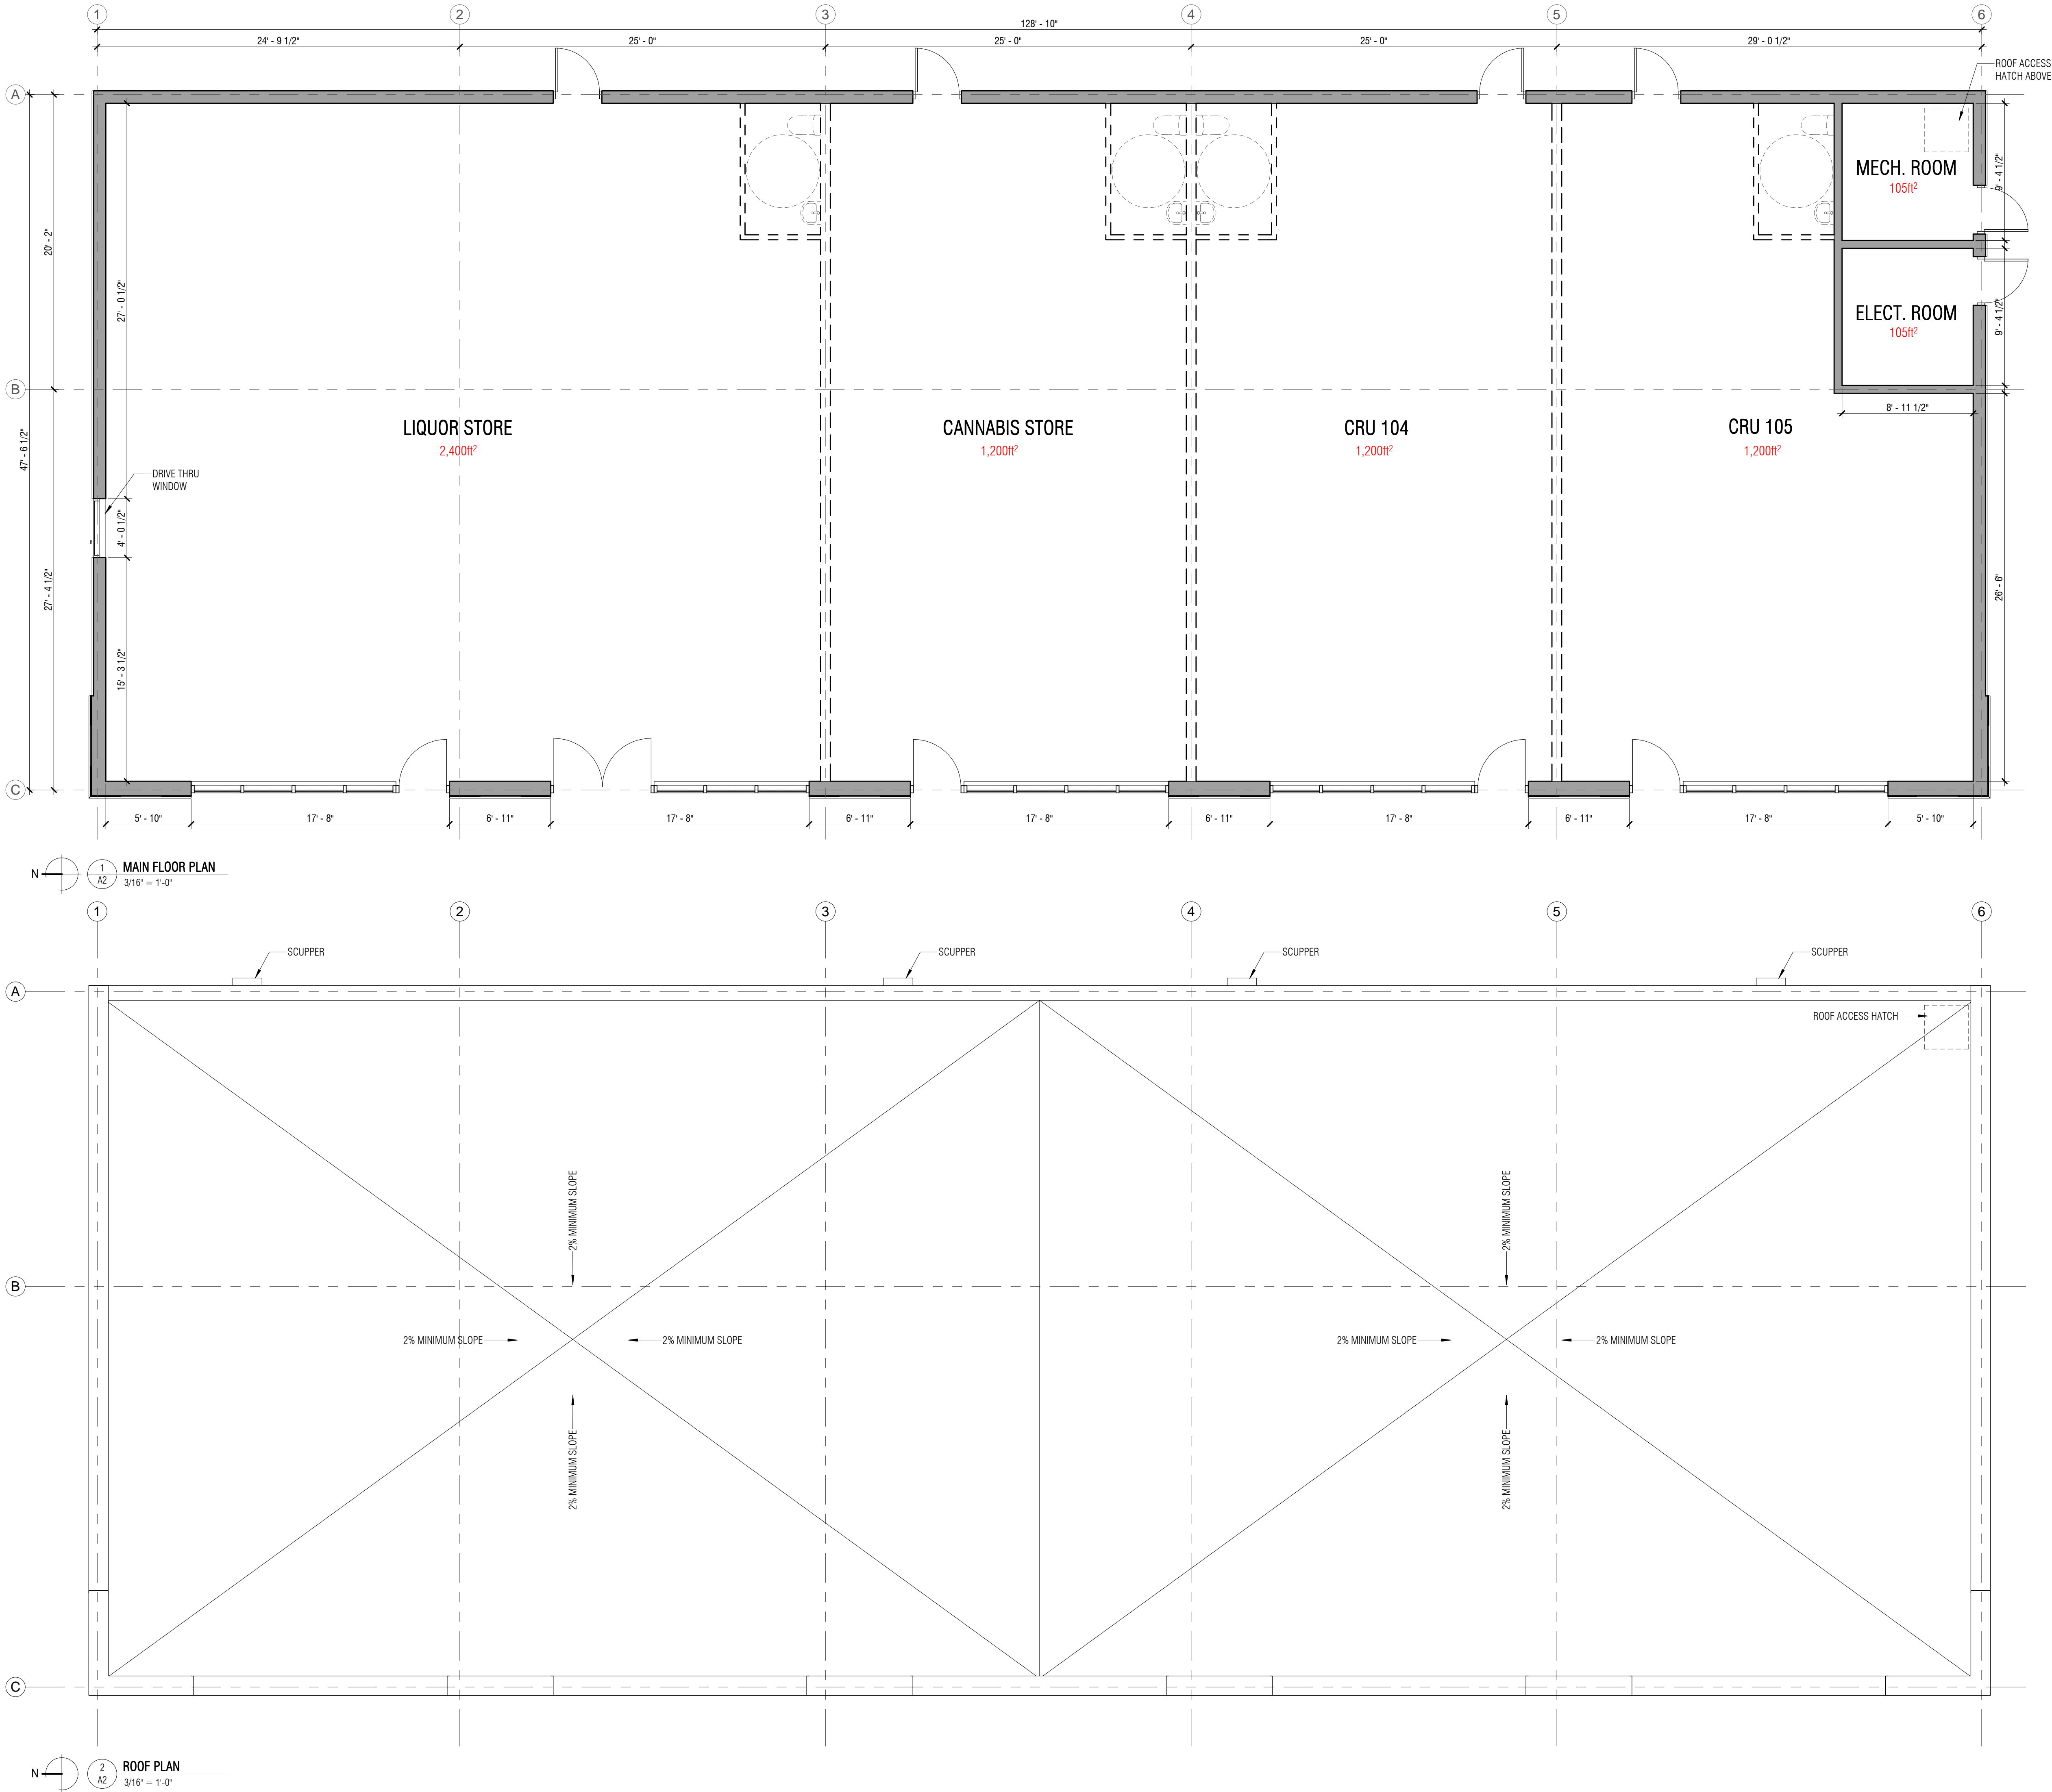 1 2 3 4 5 6
128' - 10"
24' - 9 1/2" 25' - 0" 25' - 0" 25' - 0" 29' - 0 1/2"
ROOF ACCESS
HATCH ABOVE
A
MECH. ROOM
105ft²
9' - 4 1/2"
20' - 2"
27' - 0 1/2"
ELECT. ROOM
105ft²
9' - 4 1/2"
B
8' - 11 1/2"
LIQUOR STORE
2,400ft²
CANNABIS STORE
1,200ft²
CRU 104
1,200ft²
CRU 105
1,200ft²
47' - 6 1/2"
DRIVE THRU
WINDOW
4' - 0 1/2"
27' - 4 1/2"
26' - 6"
15' - 3 1/2"
C
5' - 10" 17' - 8" 6' - 11" 17' - 8" 6' - 11" 17' - 8" 6' - 11" 17' - 8" 6' - 11" 17' - 8" 5' - 10"
N
1
A2
MAIN FLOOR PLAN
3/16" = 1'-0"
1 2 3 4 5 6
SCUPPER SCUPPER SCUPPER SCUPPER
A
ROOF ACCESS HATCH
2% MINIMUM SLOPE
2% MINIMUM SLOPE
B
2% MINIMUM SLOPE
2% MINIMUM SLOPE
2% MINIMUM SLOPE
2% MINIMUM SLOPE
2% MINIMUM SLOPE
2% MINIMUM SLOPE
C
N
2
A2
ROOF PLAN
3/16" = 1'-0"